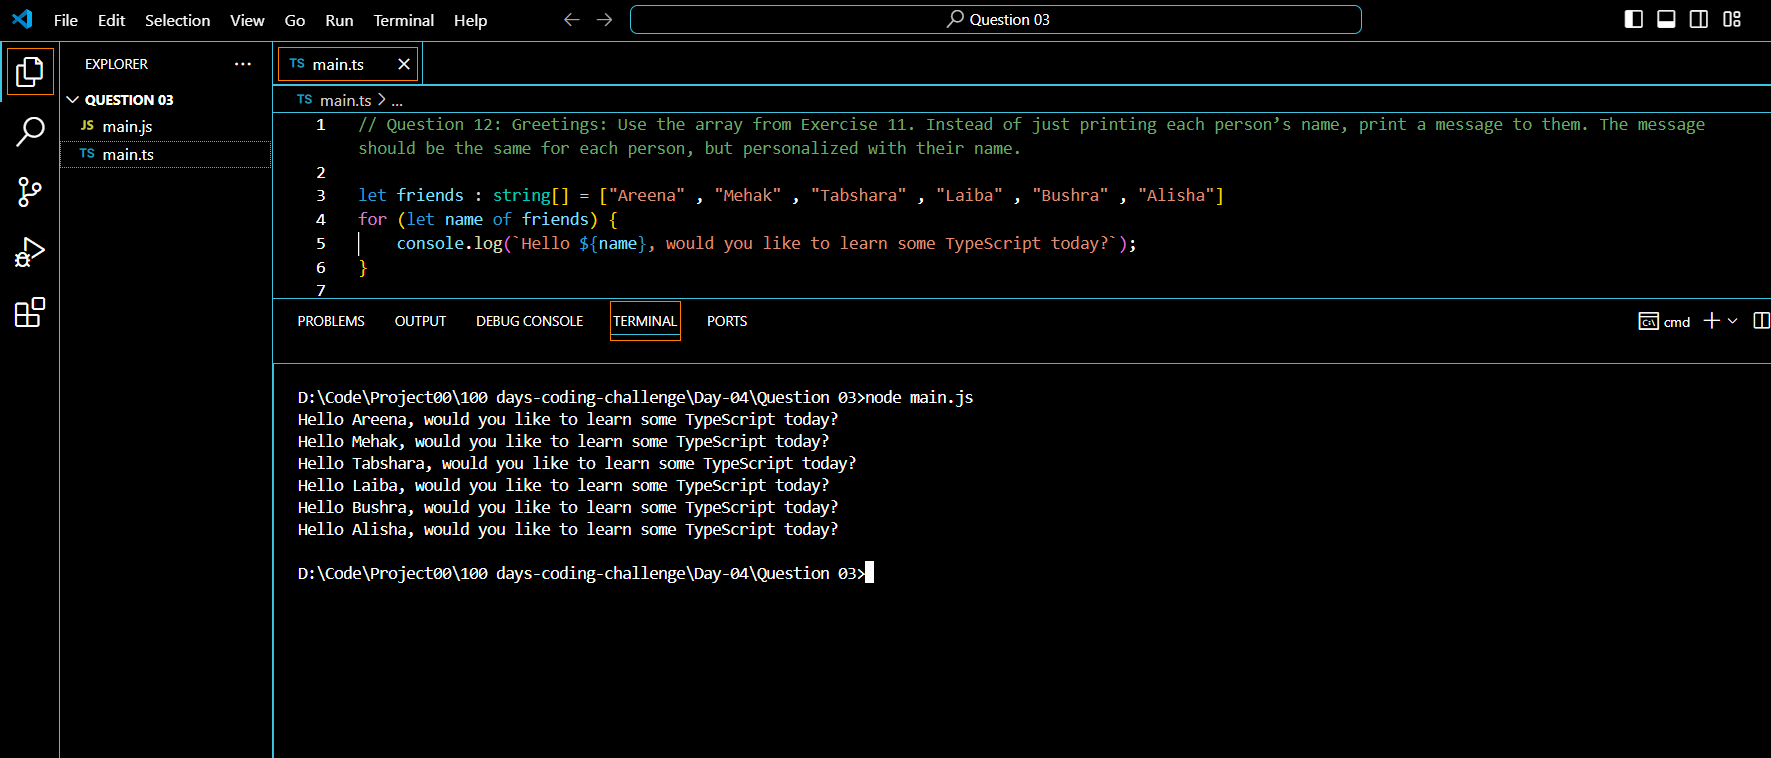 File Edit Selection View Go Run Terminal Help
Question 03
EXPLORER ···
QUESTION 03
JS main.js
TS main.ts
TS main.ts
TS main.ts > ...
1 // Question 12: Greetings: Use the array from Exercise 11. Instead of just printing each person’s name, print a message to them. The message
should be the same for each person, but personalized with their name.
2
3 let friends : string[] = ["Areena" , "Mehak" , "Tabshara" , "Laiba" , "Bushra" , "Alisha"]
4 for (let name of friends) {
5 console.log(`Hello ${name}, would you like to learn some TypeScript today?`);
6 }
7
PROBLEMS OUTPUT DEBUG CONSOLE TERMINAL PORTS
cmd
D:\Code\Project00\100 days-coding-challenge\Day-04\Question 03>node main.js
Hello Areena, would you like to learn some TypeScript today?
Hello Mehak, would you like to learn some TypeScript today?
Hello Tabshara, would you like to learn some TypeScript today?
Hello Laiba, would you like to learn some TypeScript today?
Hello Bushra, would you like to learn some TypeScript today?
Hello Alisha, would you like to learn some TypeScript today?
D:\Code\Project00\100 days-coding-challenge\Day-04\Question 03>